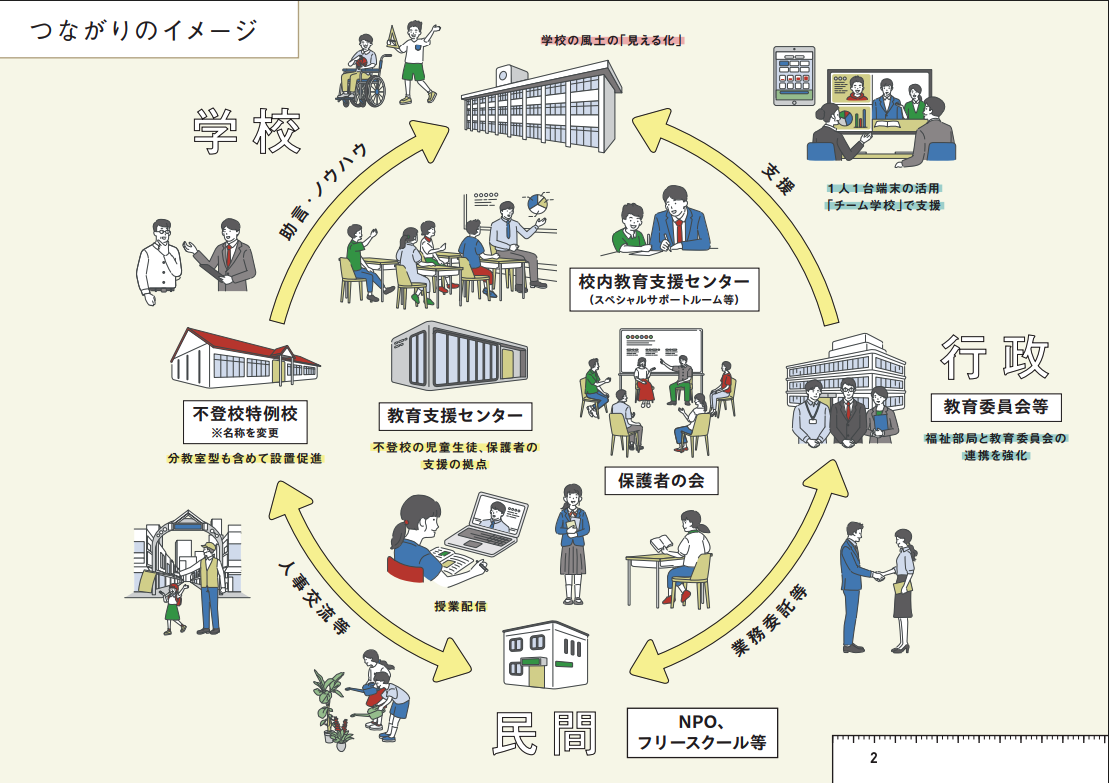 つながりのイメージ
学校の風土の「見える化」
学校
助言・ノウハウ
支援
1人1台端末の活用
「チーム学校」で支援
校内教育支援センター
(スペシャルサポートルーム等)
行政
教育委員会等
福祉部局と教育委員会の
連携を強化
不登校特例校
※名称を変更
分教室型も含めて設置促進
教育支援センター
不登校の児童生徒、保護者の
支援の拠点
保護者の会
人事交流等
授業配信
業務委託等
民間
NPO、
フリースクール等
2